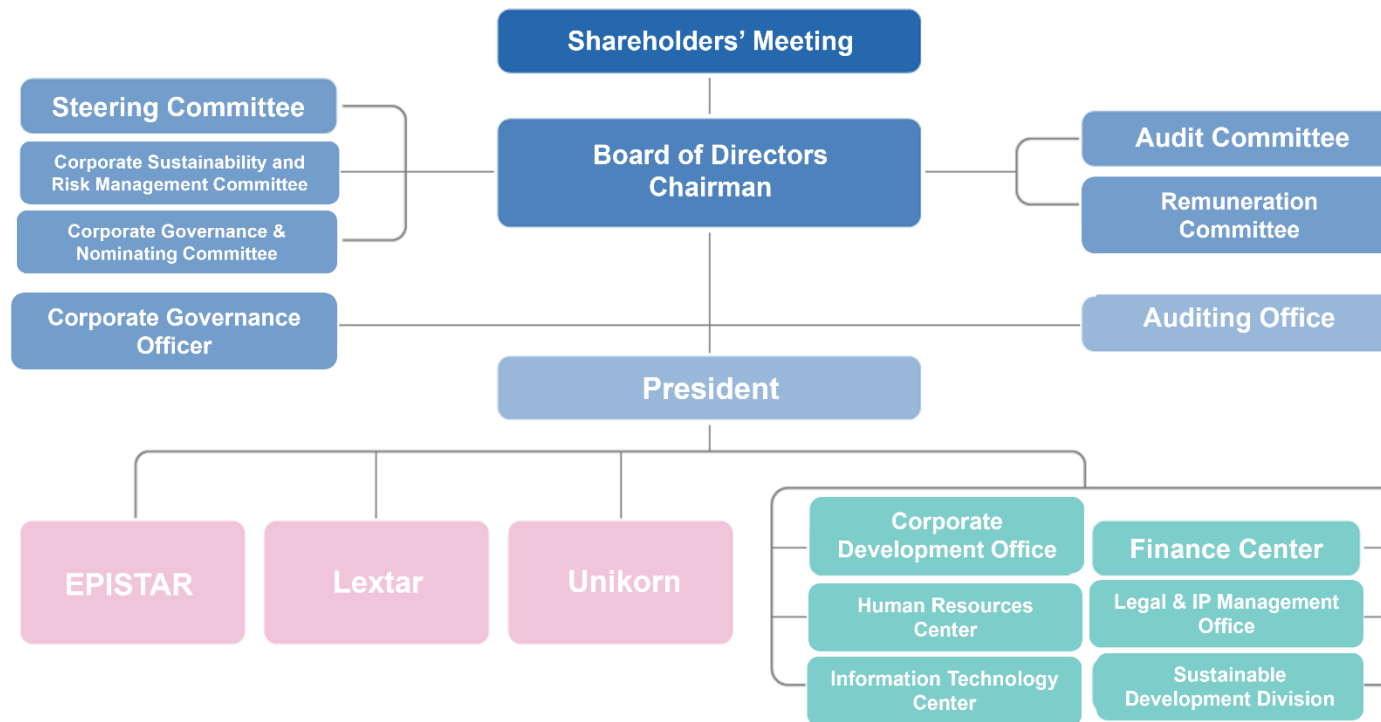 Shareholders’ Meeting
Steering Committee
Corporate Sustainability and
Risk Management Committee
Corporate Governance &
Nominating Committee
Board of Directors
Chairman
Audit Committee
Remuneration
Committee
Corporate Governance
Officer
Auditing Office
President
EPISTAR
Lextar
Unikorn
Corporate
Development Office
Finance Center
Human Resources
Center
Legal & IP Management
Office
Information Technology
Center
Sustainable
Development Division